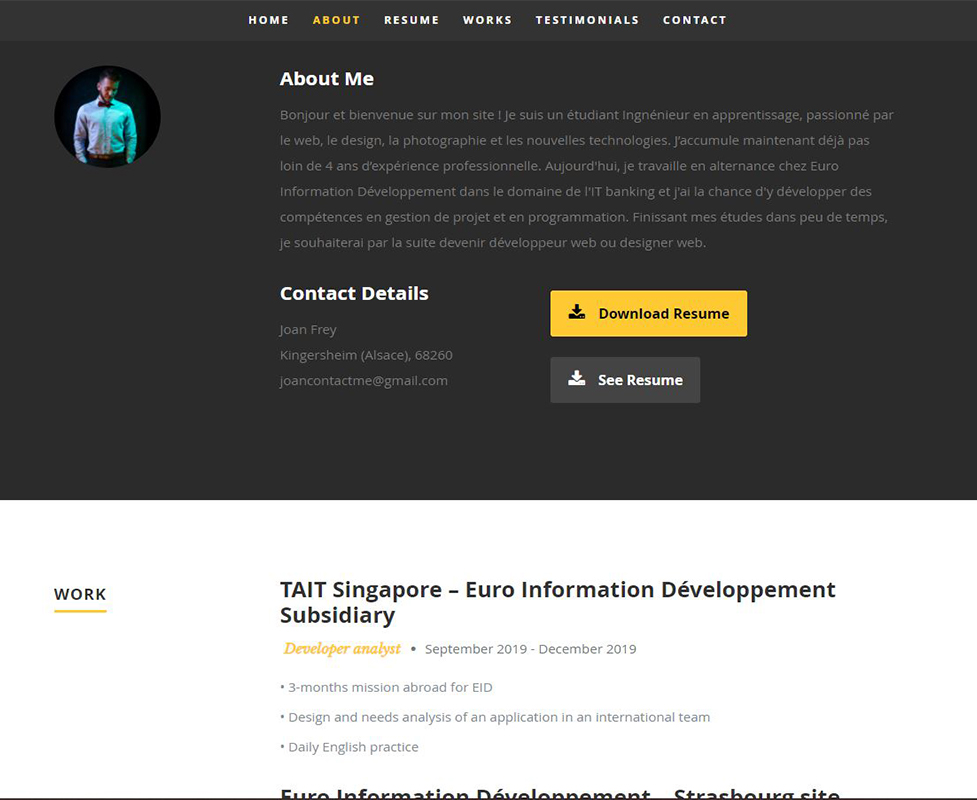 HOME ABOUT RESUME WORKS TESTIMONIALS CONTACT
About Me
Bonjour et bienvenue sur mon site ! Je suis un étudiant Ingnénieur en apprentissage, passionné par
le web, le design, la photographie et les nouvelles technologies. J'accumule maintenant déjà pas
loin de 4 ans d'expérience professionnelle. Aujourd'hui, je travaille en alternance chez Euro
Information Développement dans le domaine de l'IT banking et j'ai la chance d'y développer des
compétences en gestion de projet et en programmation. Finissant mes études dans peu de temps,
je souhaiterai par la suite devenir développeur web ou designer web.
Contact Details
Joan Frey
Kingersheim (Alsace), 68260
joancontactme@gmail.com
Download Resume
See Resume
WORK
TAIT Singapore – Euro Information Développement
Subsidiary
Developer analyst • September 2019 - December 2019
• 3-months mission abroad for EID
• Design and needs analysis of an application in an international team
• Daily English practice
Euro Information Développement – Strasbourg site